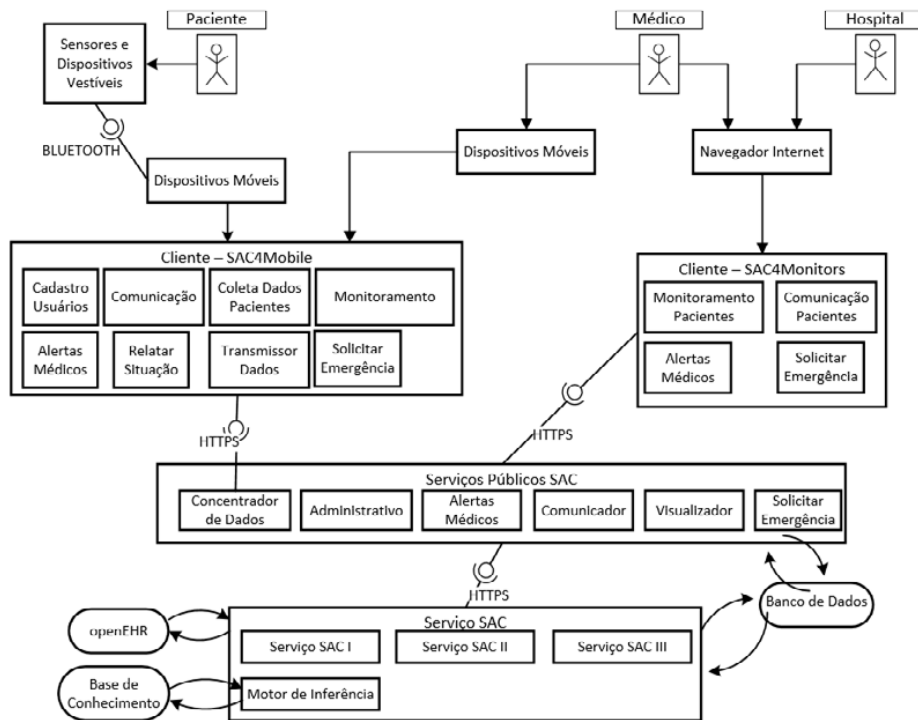 Paciente
Médico
Hospital
Sensores e
Dispositivos
Vestíveis
BLUETOOTH
Dispositivos Móveis
Dispositivos Móveis
Navegador Internet
Cliente – SAC4Mobile
Cadastro
Usuários
Comunicação
Coleta Dados
Pacientes
Monitoramento
Alertas
Médicos
Relatar
Situação
Transmissor
Dados
Solicitar
Emergência
Cliente – SAC4Monitors
Monitoramento
Pacientes
Comunicação
Pacientes
Alertas
Médicos
Solicitar
Emergência
HTTPS
HTTPS
Serviços Públicos SAC
Concentrador
de Dados
Administrativo
Alertas
Médicos
Comunicador
Visualizador
Solicitar
Emergência
HTTPS
Banco de Dados
openEHR
Serviço SAC
Serviço SAC I
Serviço SAC II
Serviço SAC III
Base de
Conhecimento
Motor de Inferência